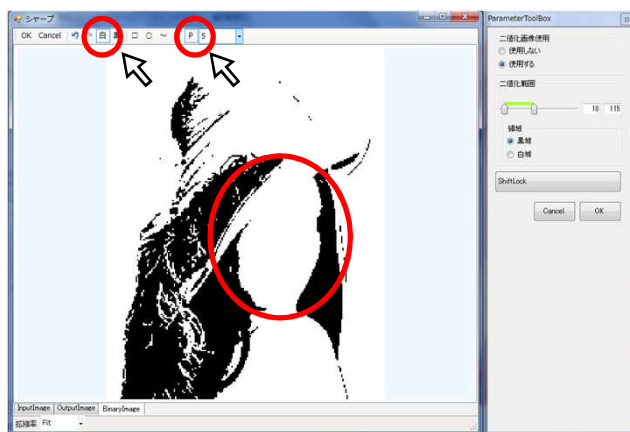 シャープ
OK Cancel 白 黒 □ ○ ~ P 5
InputImage OutputImage BinaryImage
拡縮率 Fit
ParameterToolBox
二値化画像使用
使用しない
使用する
二値化範囲
10 115
領域
黒域
白域
ShiftLock
Cancel OK